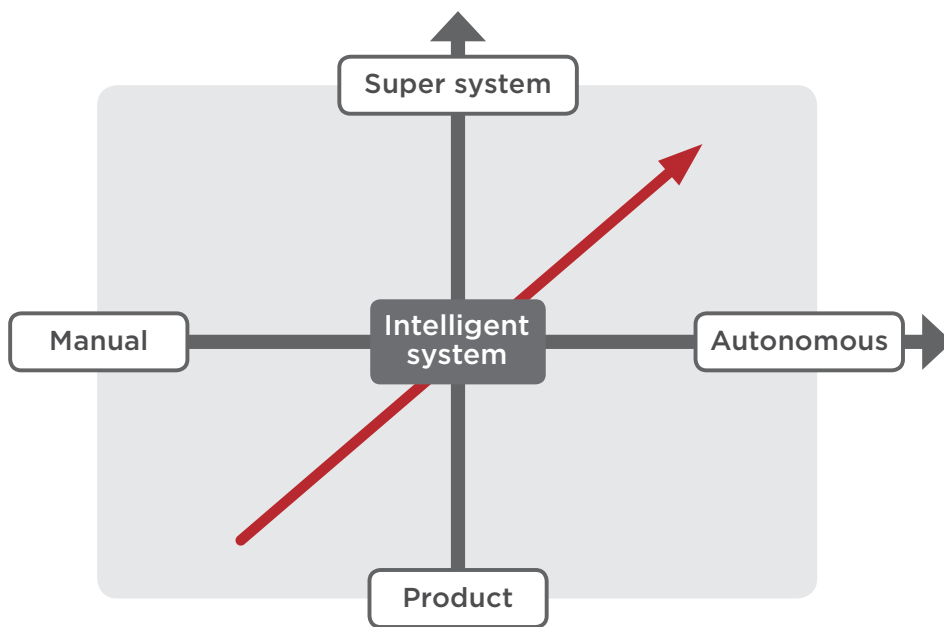 Super system
Manual
Intelligent
system
Autonomous
Product